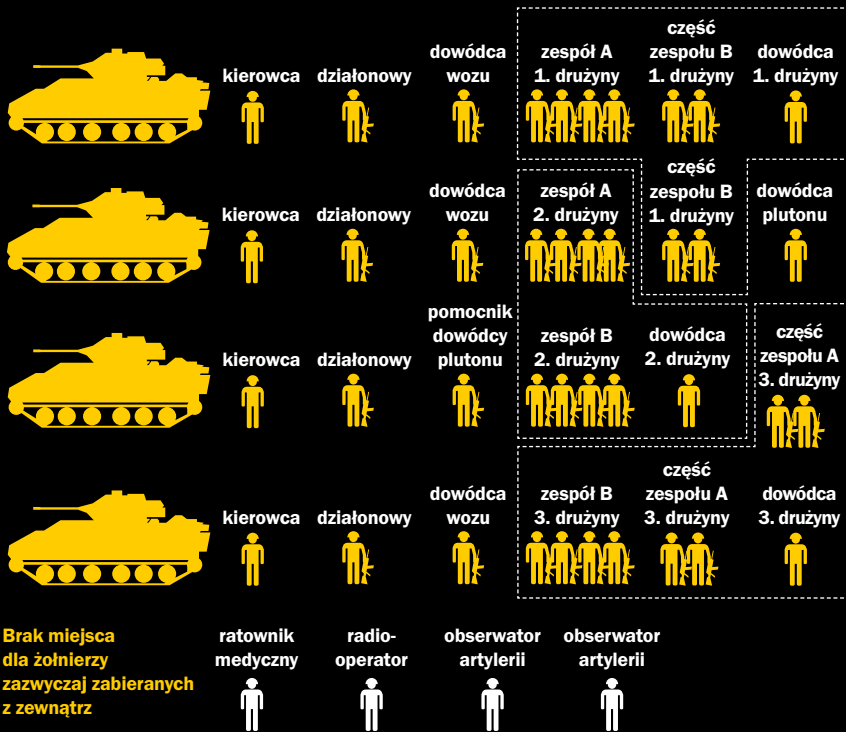 kierowca
działonowy
dowódca
wozu
zespół A
1. drużyny
część
zespołu B
1. drużyny
dowódca
1. drużyny
kierowca
działonowy
dowódca
wozu
zespół A
2. drużyny
część
zespołu B
1. drużyny
dowódca
plutonu
kierowca
działonowy
pomocnik
dowódcy
plutonu
zespół B
2. drużyny
dowódca
2. drużyny
część
zespołu A
3. drużyny
kierowca
działonowy
dowódca
wozu
zespół B
3. drużyny
część
zespołu A
3. drużyny
dowódca
3. drużyny
Brak miejsca
dla żołnierzy
zazwyczaj zabieranych
z zewnątrz
ratownik
medyczny
radio-
operator
obserwator
artylerii
obserwator
artylerii